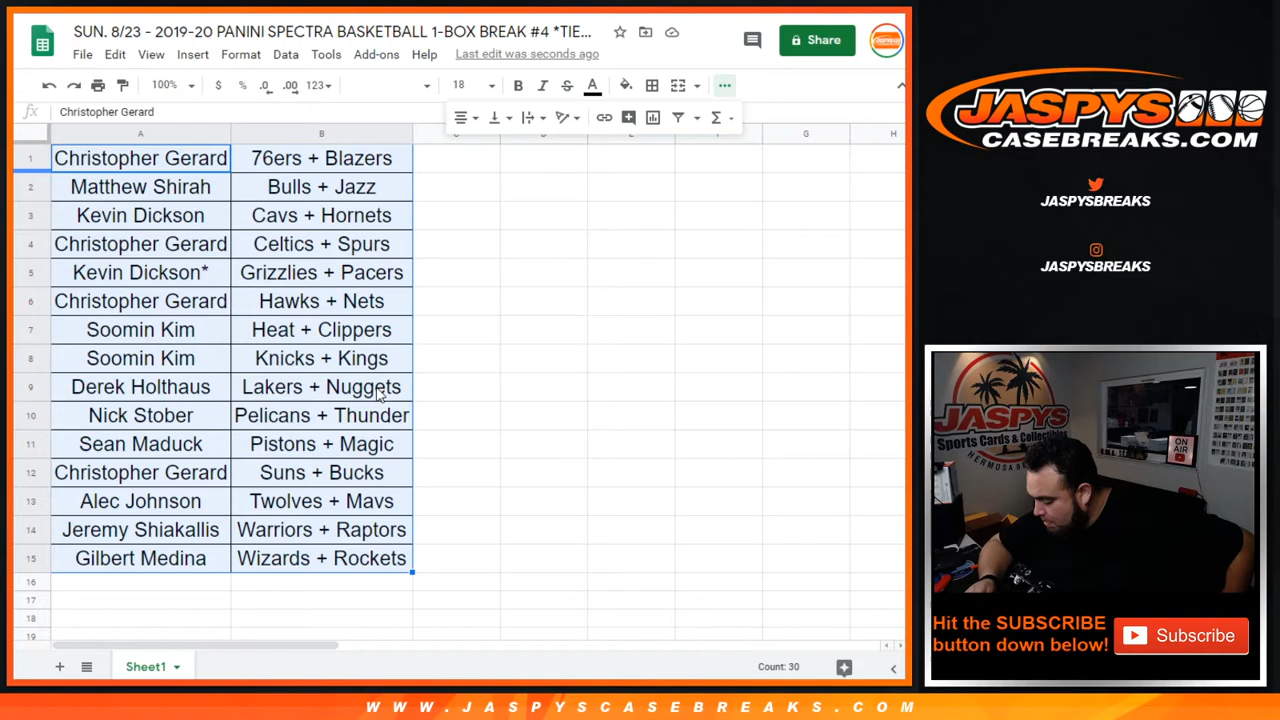 SUN. 8/23 - 2019-20 PANINI SPECTRA BASKETBALL 1-BOX BREAK #4 *TIE...
File Edit View Insert Format Data Tools Add-ons Help Last edit was seconds ago
Share
100% $ % .0 .00 123 18 B I S A
fx Christopher Gerard
A B C D E F G H
1 Christopher Gerard 76ers + Blazers
2 Matthew Shirah Bulls + Jazz
3 Kevin Dickson Cavs + Hornets
4 Christopher Gerard Celtics + Spurs
5 Kevin Dickson* Grizzlies + Pacers
6 Christopher Gerard Hawks + Nets
7 Soomin Kim Heat + Clippers
8 Soomin Kim Knicks + Kings
9 Derek Holthaus Lakers + Nuggets
10 Nick Stober Pelicans + Thunder
11 Sean Maduck Pistons + Magic
12 Christopher Gerard Suns + Bucks
13 Alec Johnson Twolves + Mavs
14 Jeremy Shiakallis Warriors + Raptors
15 Gilbert Medina Wizards + Rockets
16
17
18
19
Sheet1 Count: 30
JASPYS
CASEBREAKS.COM
JASPYSBREAKS
JASPYSBREAKS
JASPYS
Sports Cards & Collectibles
HERMOSA B
ON AIR
Hit the SUBSCRIBE
button down below!
Subscribe
WWW.JASPYSCASEBREAKS.COM